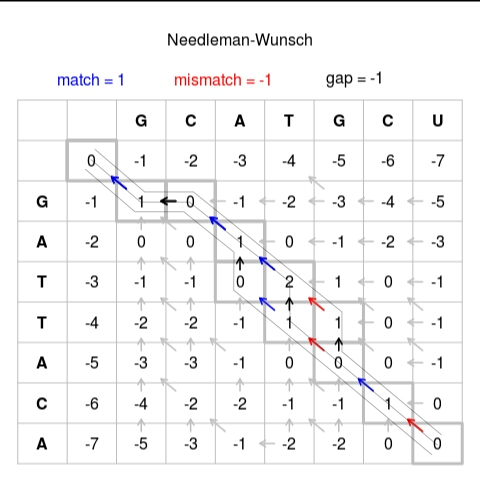 Needleman-Wunsch
match = 1 mismatch = -1 gap = -1
G C A T G C U
0 -1 -2 -3 -4 -5 -6 -7
G -1 1 0 -1 -2 -3 -4 -5
A -2 0 0 1 0 -1 -2 -3
T -3 -1 -1 0 2 1 0 -1
T -4 -2 -2 -1 1 1 0 -1
A -5 -3 -3 -1 0 0 0 -1
C -6 -4 -2 -2 -1 -1 1 0
A -7 -5 -3 -1 -2 -2 0 0